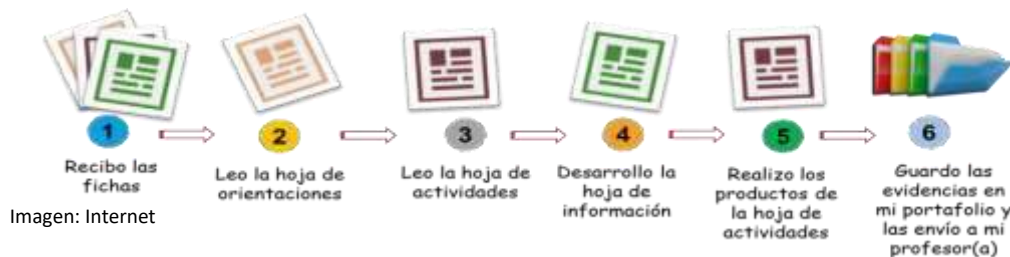 1
Recibo las
fichas
2
Leo la hoja de
orientaciones
3
Leo la hoja de
actividades
4
Desarrollo la
hoja de
información
5
Realizo los
productos de
la hoja de
actividades
6
Guardo las
evidencias en
mi portafolio y
las envío a mi
profesor(a)
Imagen: Internet